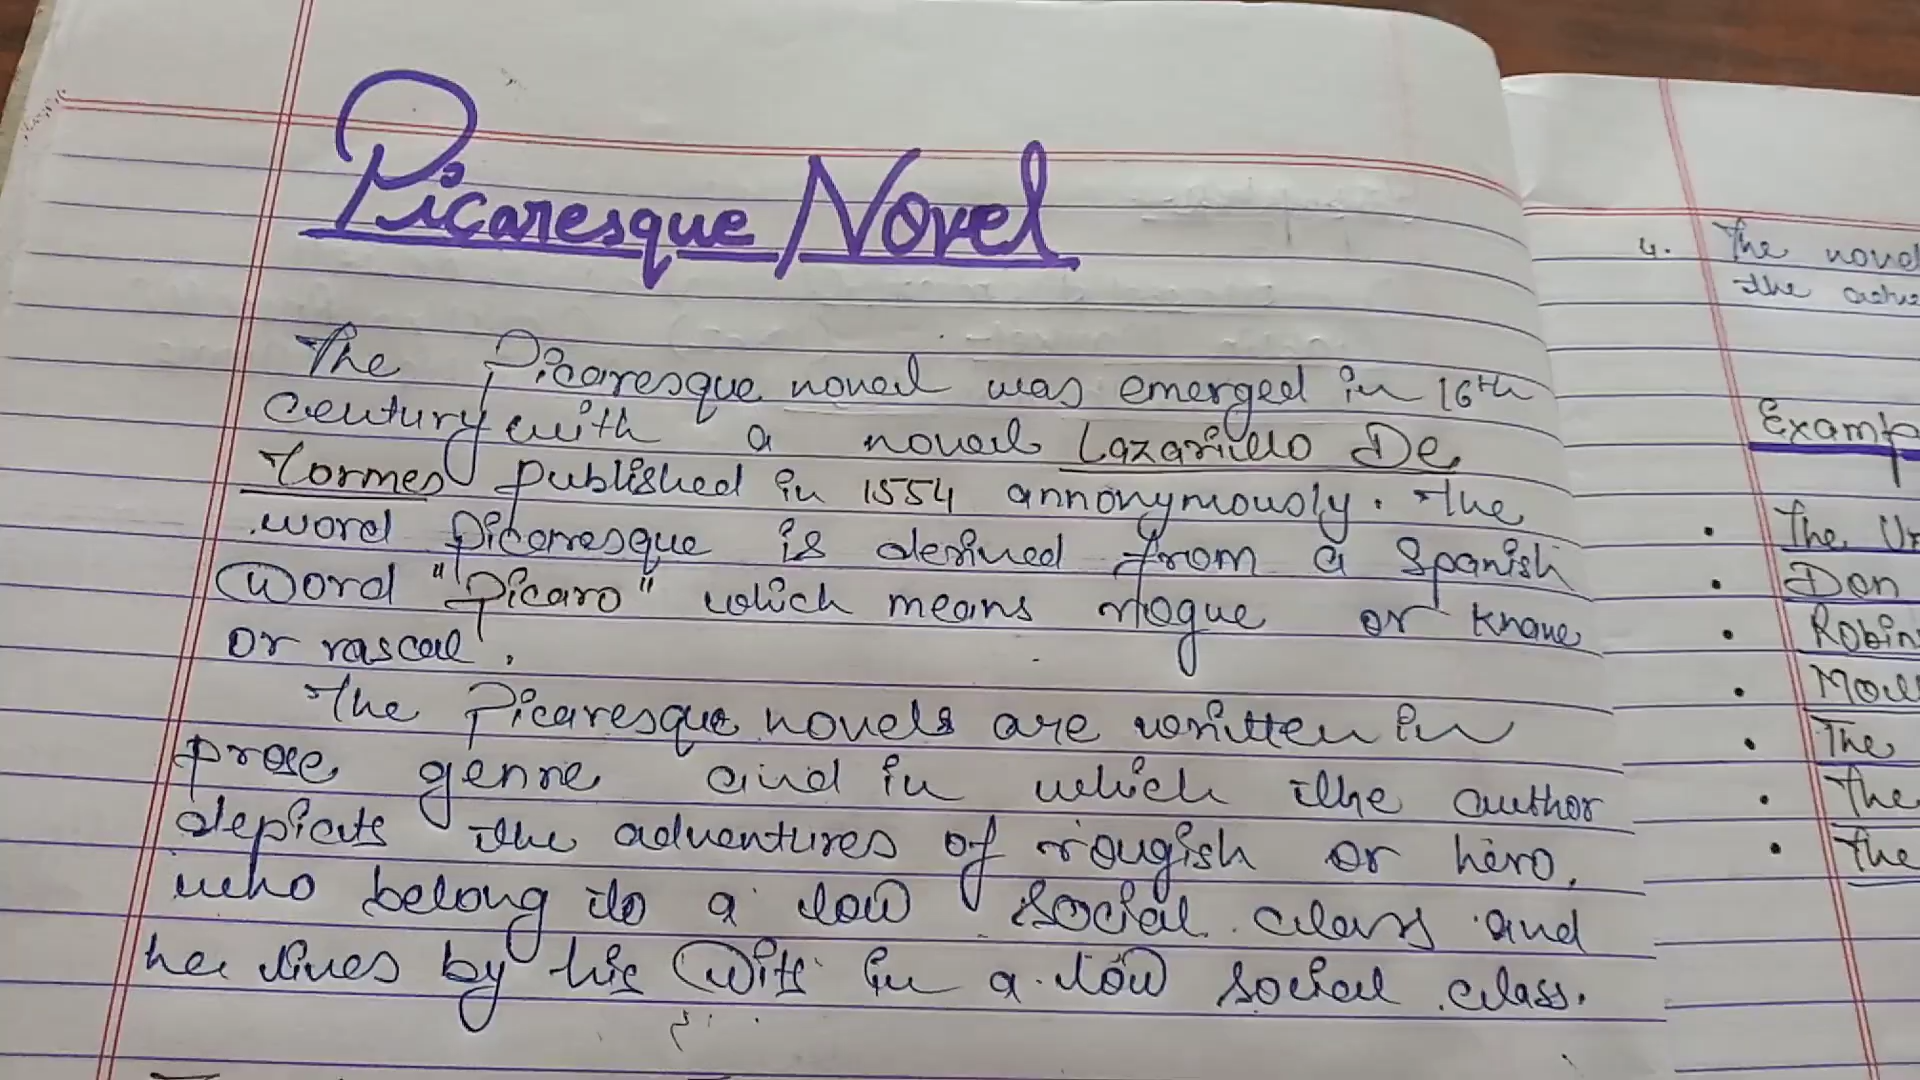 Picaresque Novel
The Picaresque novel was emerged in 16th
century with a novel Lazarillo De
Tormes published in 1554 annonymously. The
word picaresque is derived from a Spanish
word "picaro" which means rogue or knave
or rascal.
The Picaresque novels are written in
prose genre and in which the author
depicts the adventures of rougish or hero,
who belong to a low social class and
he lives by his wits in a low social class.
4. The
the
Examp
The Un
Don
Robin
Moll
The
The
The